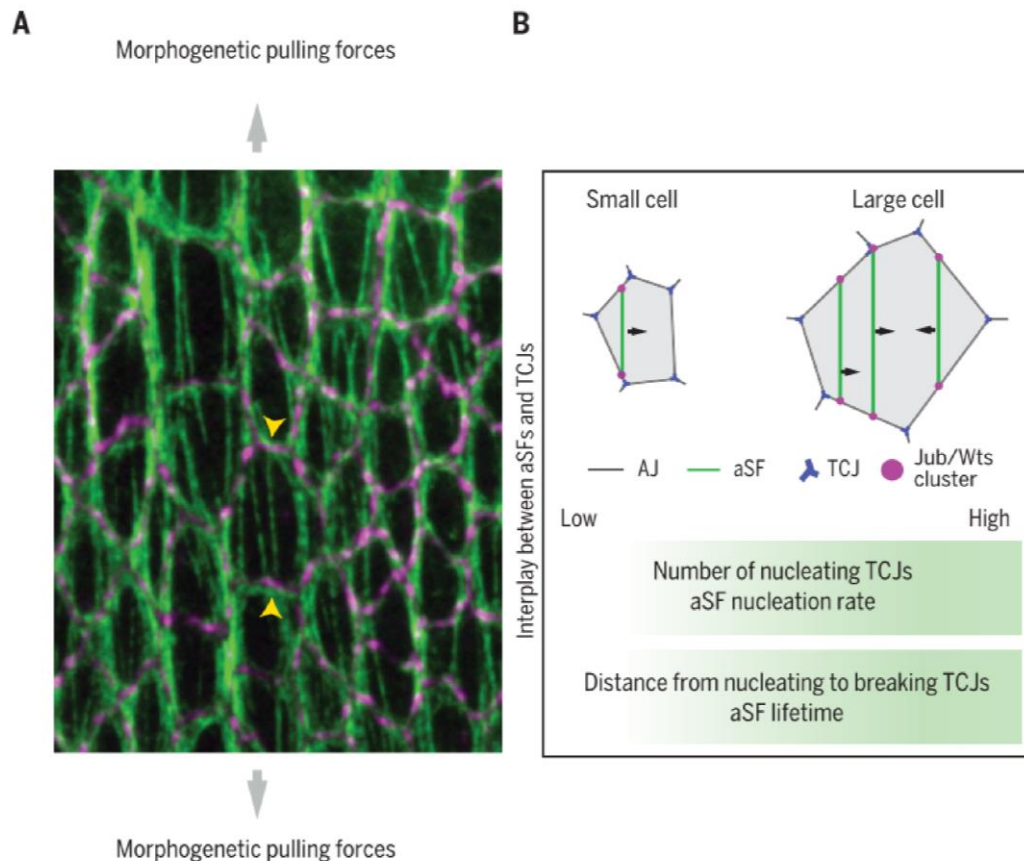 A
Morphogenetic pulling forces
Morphogenetic pulling forces
B
Interplay between aSFs and TCJs
Small cell
Large cell
AJ
aSF
TCJ
Jub/Wts
cluster
Low
High
Number of nucleating TCJs
aSF nucleation rate
Distance from nucleating to breaking TCJs
aSF lifetime